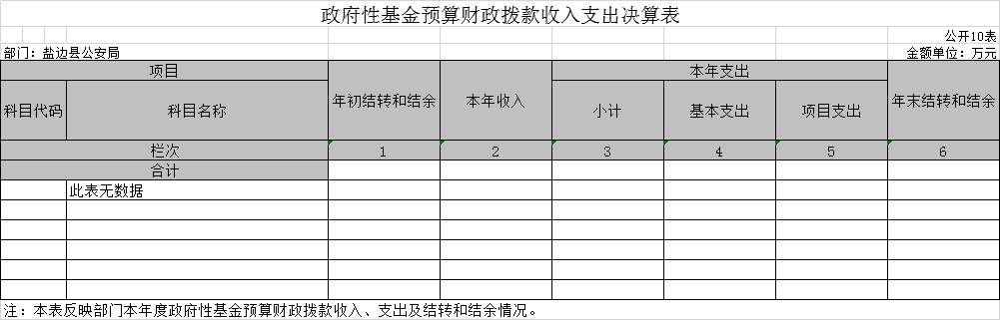 政府性基金预算财政拨款收入支出决算表
公开10表
部门：盐边县公安局 金额单位：万元
项目 年初结转和结余 本年收入 本年支出 年末结转和结余
科目代码 科目名称 小计 基本支出 项目支出
栏次 1 2 3 4 5 6
合计
此表无数据
注：本表反映部门本年度政府性基金预算财政拨款收入、支出及结转和结余情况。